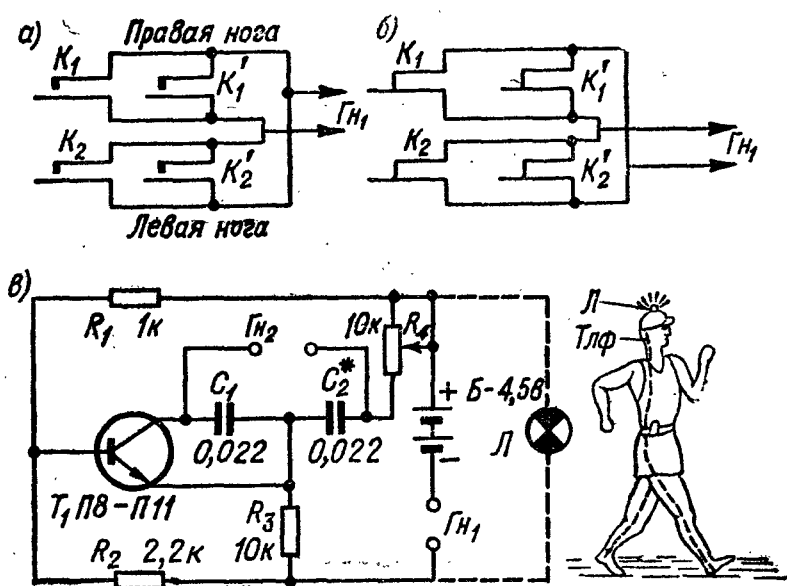 а) Правая нога б)
K₁ K₁' Гн₁
K₂ K₂'
Левая нога
K₁ K₁' Гн₁
K₂ K₂'
в)
R₁ 1к
Гн₂
10к R₄
C₁ 0,022
C₂* 0,022
+ Б-4,5в –
Л
T₁ П8-П11
R₃ 10к
Гн₁
R₂ 2,2к
Л
Тлф